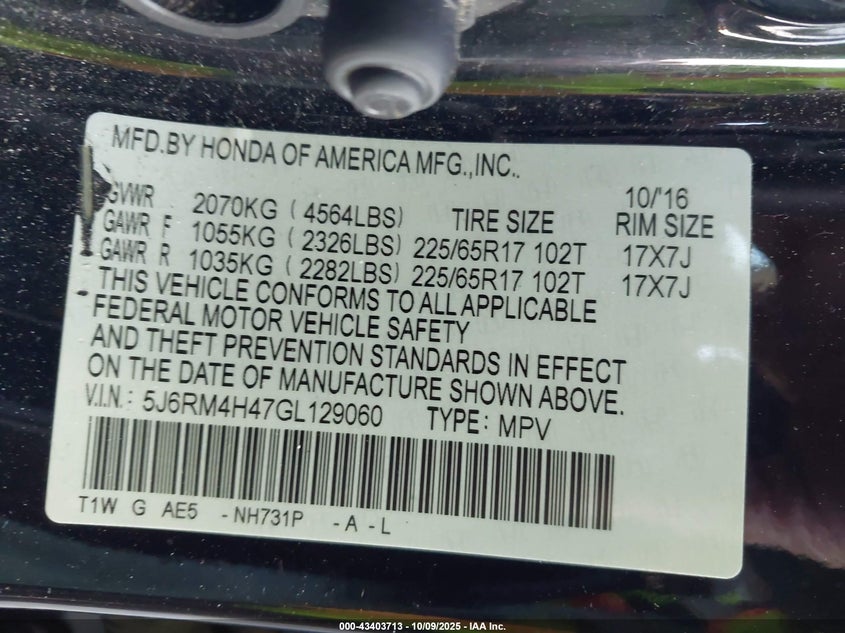 MFD.BY HONDA OF AMERICA MFG.,INC.
10/'16
GVWR 2070KG (4564LBS) TIRE SIZE RIM SIZE
GAWR F 1055KG (2326LBS) 225/65R17 102T 17X7J
GAWR R 1035KG (2282LBS) 225/65R17 102T 17X7J
THIS VEHICLE CONFORMS TO ALL APPLICABLE
FEDERAL MOTOR VEHICLE SAFETY
AND THEFT PREVENTION STANDARDS IN EFFECT
ON THE DATE OF MANUFACTURE SHOWN ABOVE.
V.I.N.: 5J6RM4H47GL129060 TYPE: MPV
T1W G AE5 -NH731P -A-L
000-43403713 - 10/09/2025 - IAA Inc.